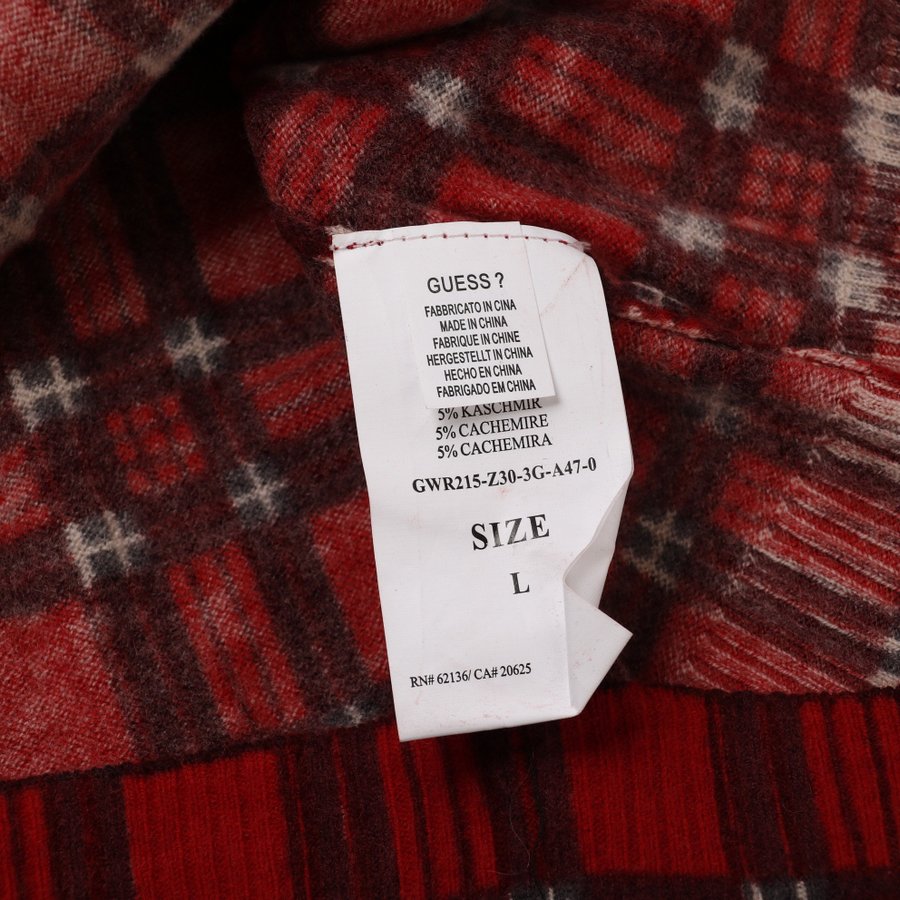 GUESS ?
FABBRICATO IN CINA
MADE IN CHINA
FABRIQUE IN CHINE
HERGESTELLT IN CHINA
HECHO EN CHINA
FABRIGADO EM CHINA
5% KASCHMIR
5% CACHEMIRE
5% CACHEMIRA
GWR215-Z30-3G-A47-0
SIZE
L
RN# 62136/ CA# 20625